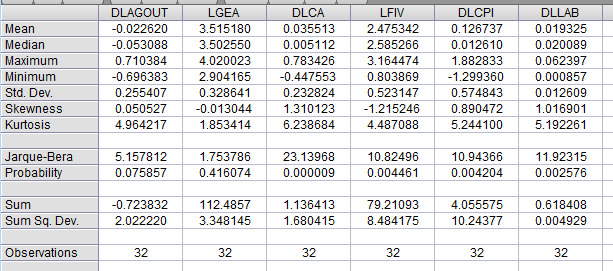 DLAGOUT LGEA DLCA LFIV DLCPI DLLAB
Mean -0.022620 3.515180 0.035513 2.475342 0.126737 0.019325
Median -0.053088 3.502550 0.005112 2.585266 0.012610 0.020089
Maximum 0.710384 4.020023 0.783426 3.164474 1.882833 0.062397
Minimum -0.696383 2.904165 -0.447553 0.803869 -1.299360 0.000857
Std. Dev. 0.255407 0.328641 0.232824 0.523147 0.574843 0.012609
Skewness 0.050527 -0.013044 1.310123 -1.215246 0.890472 1.016901
Kurtosis 4.964217 1.853414 6.238684 4.487088 5.244100 5.192261
Jarque-Bera 5.157812 1.753786 23.13968 10.82496 10.94366 11.92315
Probability 0.075857 0.416074 0.000009 0.004461 0.004204 0.002576
Sum -0.723832 112.4857 1.136413 79.21093 4.055575 0.618408
Sum Sq. Dev. 2.022220 3.348145 1.680415 8.484175 10.24377 0.004929
Observations 32 32 32 32 32 32